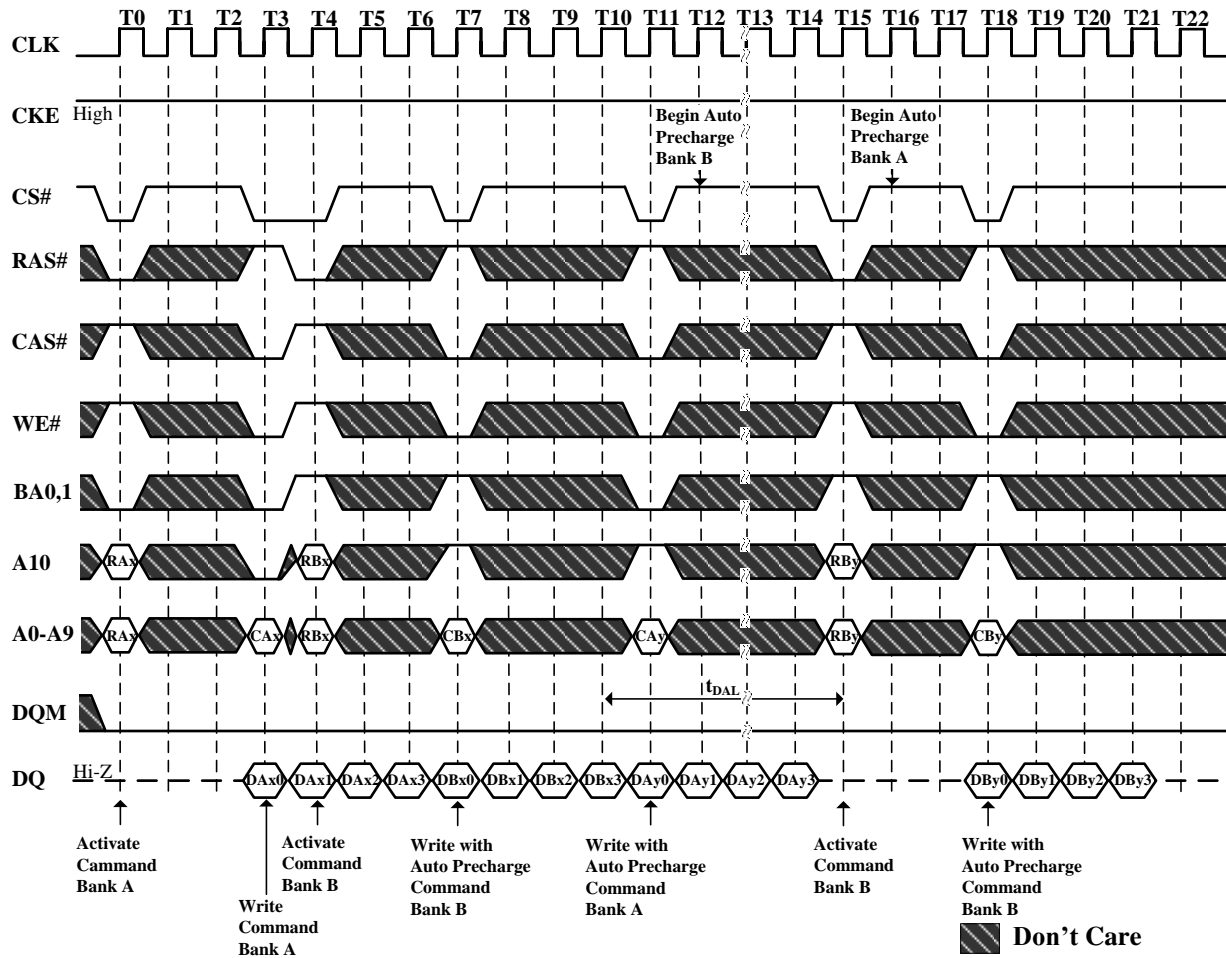 T0 T1 T2 T3 T4 T5 T6 T7 T8 T9 T10 T11 T12 T13 T14 T15 T16 T17 T18 T19 T20 T21 T22
CLK
CKE High
Begin Auto
Precharge
Bank B
Begin Auto
Precharge
Bank A
CS#
RAS#
CAS#
WE#
BA0,1
A10 RAx RBx RBy
A0-A9 RAx CAx RBx CBx CAy RBy CBy
tDAL
DQM
DQ Hi-Z DAx0 DAx1 DAx2 DAx3 DBx0 DBx1 DBx2 DBx3 DAy0 DAy1 DAy2 DAy3 DBy0 DBy1 DBy2 DBy3
Activate
Cammand
Bank A
Write
Command
Bank A
Activate
Command
Bank B
Write with
Auto Precharge
Command
Bank B
Write with
Auto Precharge
Command
Bank A
Activate
Command
Bank B
Write with
Auto Precharge
Command
Bank B
Don't Care